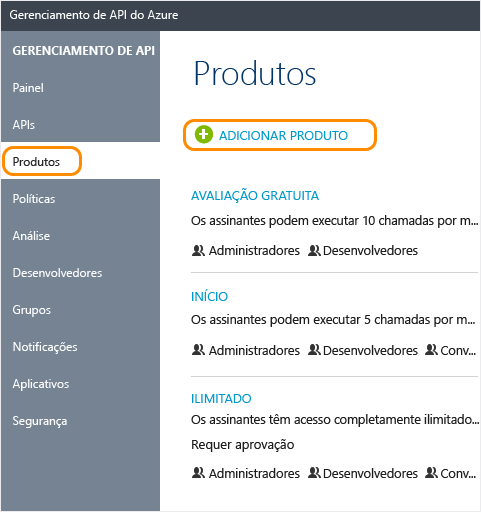 Gerenciamento de API do Azure
GERENCIAMENTO DE API
Painel
APIs
Produtos
Políticas
Análise
Desenvolvedores
Grupos
Notificações
Aplicativos
Segurança
Produtos
ADICIONAR PRODUTO
AVALIAÇÃO GRATUITA
Os assinantes podem executar 10 chamadas por m...
Administradores Desenvolvedores
INÍCIO
Os assinantes podem executar 5 chamadas por m...
Administradores Desenvolvedores Conv...
ILIMITADO
Os assinantes têm acesso completamente ilimitado...
Requer aprovação
Administradores Desenvolvedores Conv...